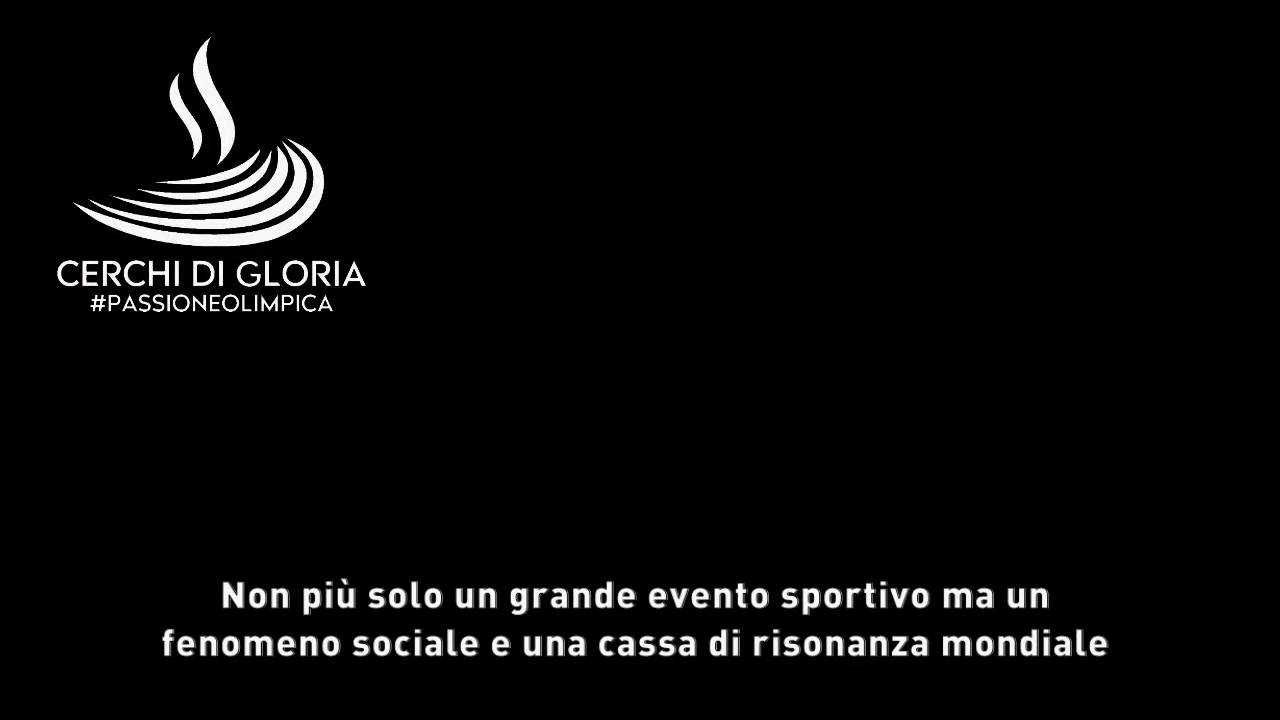 CERCHI DI GLORIA
#PASSIONEOLIMPICA
Non più solo un grande evento sportivo ma un
fenomeno sociale e una cassa di risonanza mondiale